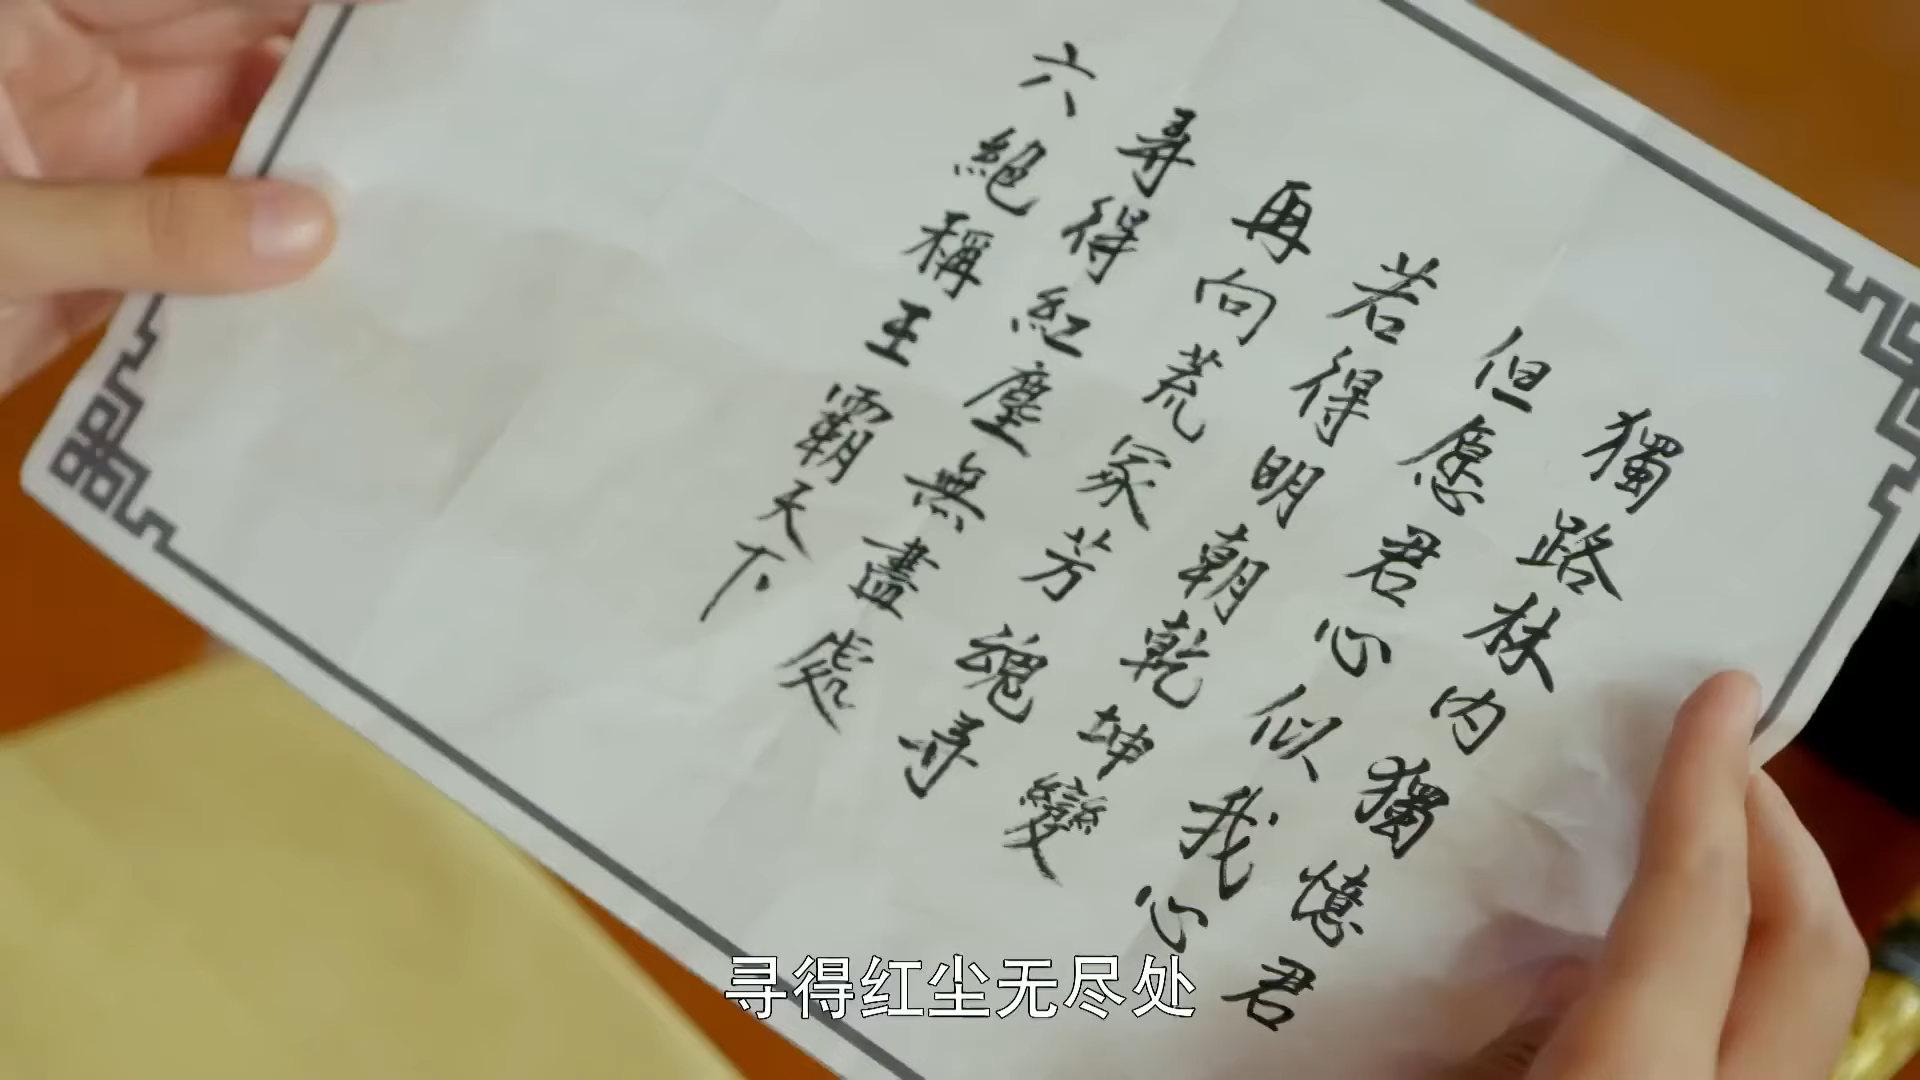 獨路林内獨憶君
但愿君心似我心
若得明朝乾坤變
再向荒冢芳魂寻
尋得紅塵無盡處
六絕稱王霸天下
寻得红尘无尽处